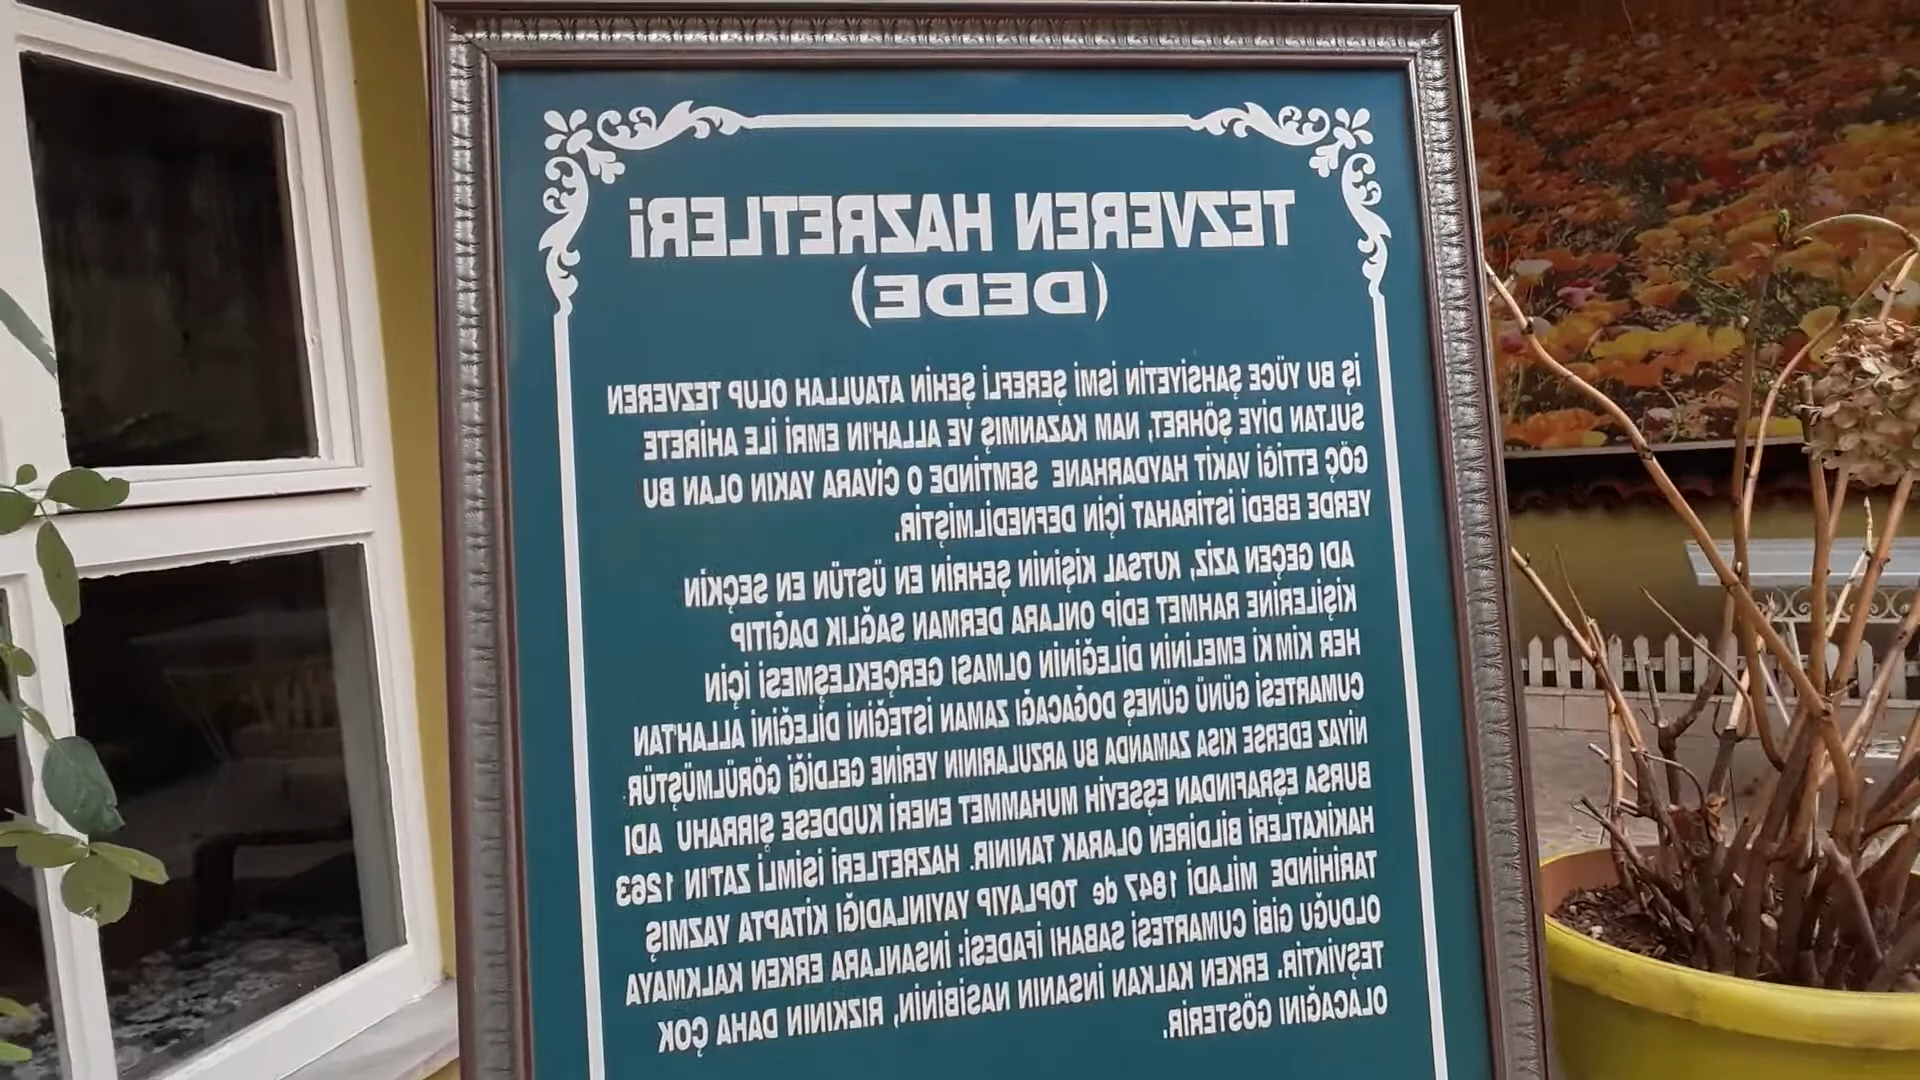 TEZVEREN HAZRETLERİ
(DEDE)
İŞ BU YÜCE ŞAHSİYETİN İSMİ ŞEREFLİ ŞEHİN ATAULLAH OLUP TEZVEREN
SULTAN DİYE ŞÖHRET, NAM KAZANMIŞ VE ALLAH'IN EMRİ İLE AHİRETE
GÖÇ ETTİĞİ VAKİT HAYDARHANE SEMTİNDE O CİVARA YAKIN OLAN BU
YERDE EBEDİ İSTİRAHAT İÇİN DEFNEDİLMİŞTİR.
ADI GEÇEN AZİZ, KUTSAL KİŞİNİN ŞEHRİN EN ÜSTÜN EN SEÇKİN
KİŞİLERİNE RAHMET EDİP ONLARA DERMAN SAĞLIK DAĞITIP
HER KİM Kİ EMELİNİN DİLEĞİNİN OLMASI GERÇEKLEŞMESİ İÇİN
CUMARTESİ GÜNÜ GÜNEŞ DOĞACAĞI ZAMAN İSTEĞİNİ DİLEĞİNİ ALLAH'TAN
NİYAZ EDERSE KISA ZAMANDA BU ARZULARININ YERİNE GELDİĞİ GÖRÜLMÜŞTÜR.
BURSA EŞRAFINDAN EŞŞEYİH MUHAMMET ENERİ KUDDESE ŞIRRAHU ADI
HAKİKATLERİ BİLDİREN OLARAK TANINIR. HAZRETLERİ İSİMLİ ZAT'IN 1263
TARİHİNDE MİLADİ 1847 de TOPLAYIP YAYINLADIĞI KİTAPTA YAZMIŞ
OLDUĞU GİBİ CUMARTESİ SABAHI İFADESİ: İNSANLARA ERKEN KALKMAYA
TEŞVİKTİR. ERKEN KALKAN İNSANIN NASİBİNİN, RIZKININ DAHA ÇOK
OLACAĞINI GÖSTERİR.